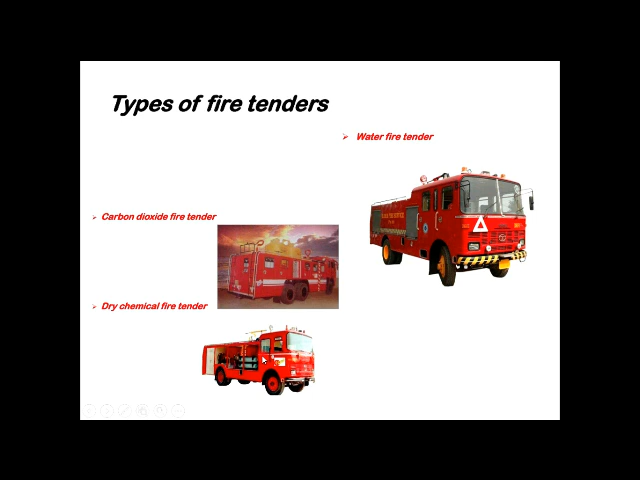 Types of fire tenders
Water fire tender
Carbon dioxide fire tender
Dry chemical fire tender